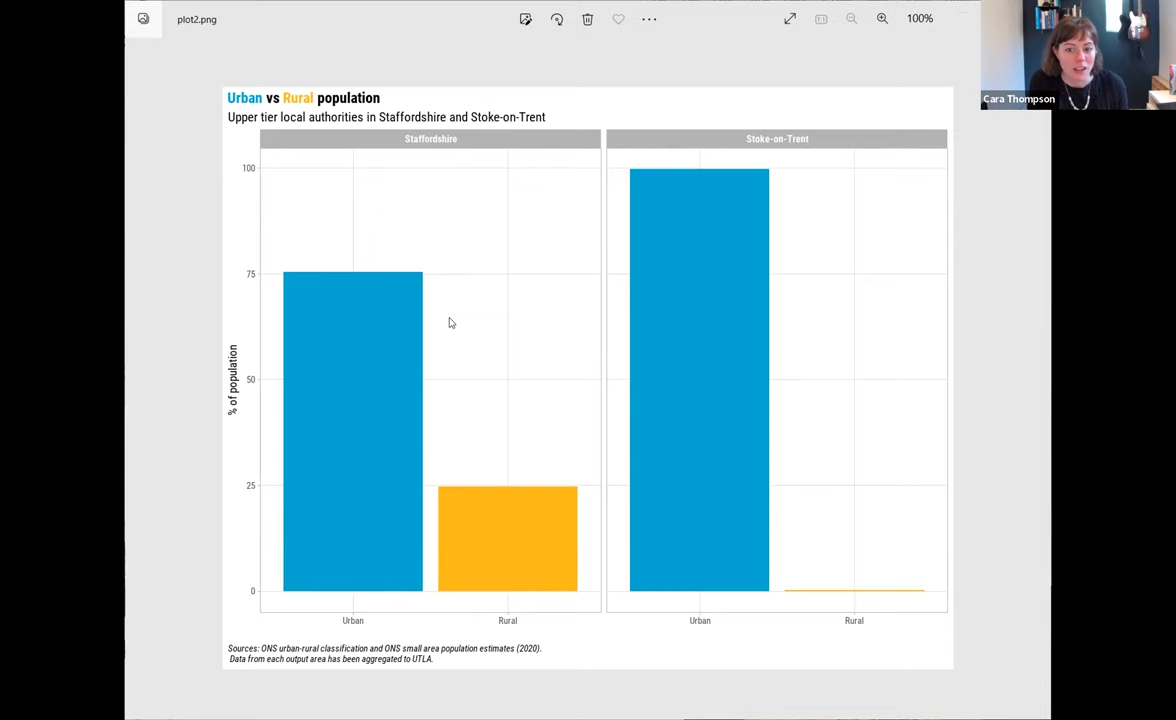 plot2.png
100%
Cara Thompson
Urban vs Rural population
Upper tier local authorities in Staffordshire and Stoke-on-Trent
Staffordshire
Stoke-on-Trent
100
75
50
25
0
% of population
Urban
Rural
Urban
Rural
Sources: ONS urban-rural classification and ONS small area population estimates (2020).
Data from each output area has been aggregated to UTLA.